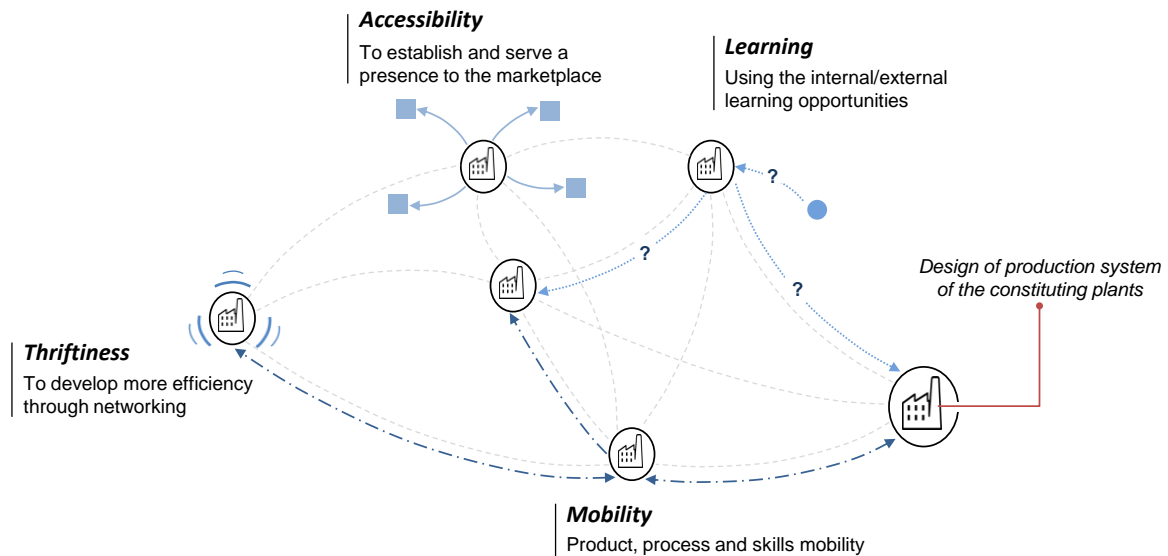 Accessibility
To establish and serve a
presence to the marketplace
Learning
Using the internal/external
learning opportunities
?
?
?
Design of production system
of the constituting plants
Thriftiness
To develop more efficiency
through networking
Mobility
Product, process and skills mobility